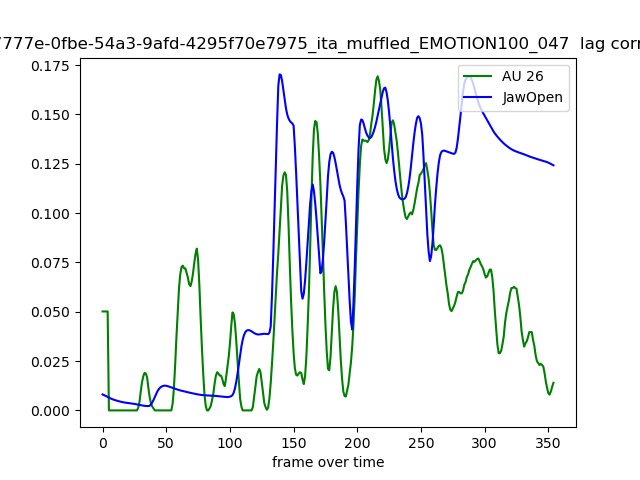 7777e-0fbe-54a3-9afd-4295f70e7975_ita_muffled_EMOTION100_047 lag corr
0.175
0.150
0.125
0.100
0.075
0.050
0.025
0.000
AU 26
JawOpen
0 50 100 150 200 250 300 350
frame over time